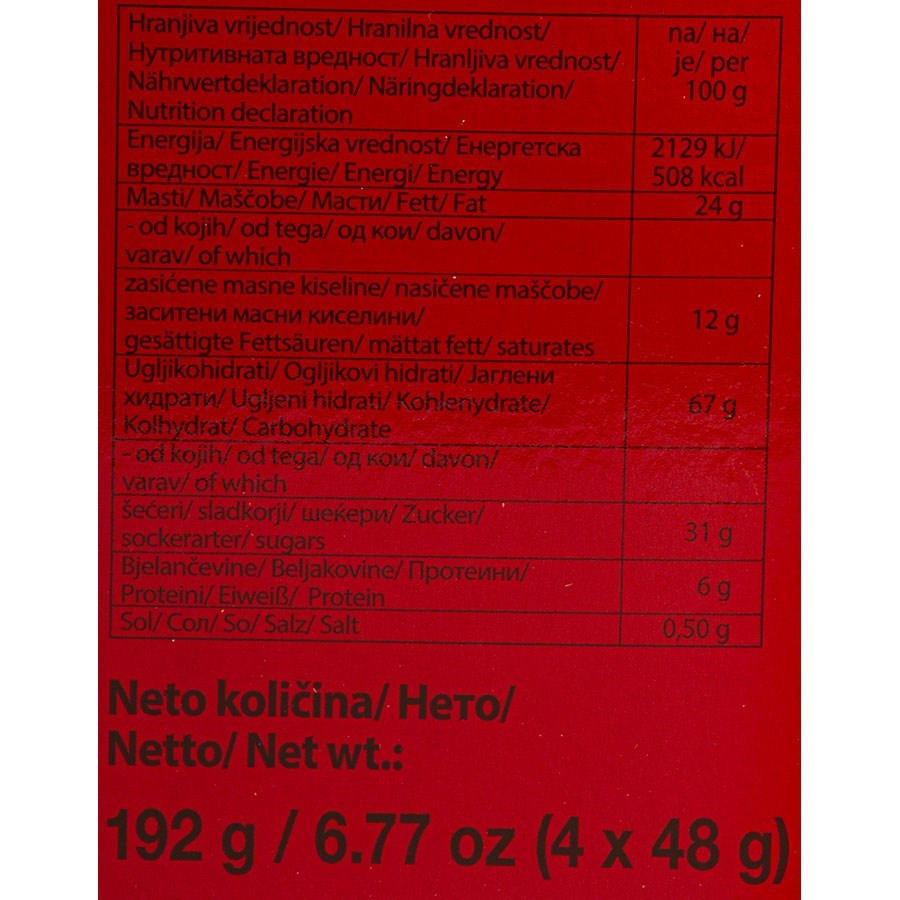 Hranjiva vrijednost/ Hranilna vrednost/
Нутритивната вредност/ Hranljiva vrednost/
Nährwertdeklaration/ Näringdeklaration/
Nutrition declaration
na/ на/
je/ per
100 g
Energija/ Energijska vrednost/ Енергетска
вредност/ Energie/ Energi/ Energy
2129 kJ/
508 kcal
Masti/ Maščobe/ Масти/ Fett/ Fat
24 g
- od kojih/ od tega/ од кои/ davon/
varav/ of which
zasićene masne kiseline/ nasičene maščobe/
заситени масни киселини/
gesättigte Fettsäuren/ mättat fett/ saturates
12 g
Ugljikohidrati/ Ogljikovi hidrati/ Јаглени
хидрати/ Ugljeni hidrati/ Kohlenydrate/
Kolhydrat/ Carbohydrate
67 g
- od kojih/ od tega/ од кои/ davon/
varav/ of which
šećeri/ sladkorji/ шеќери/ Zucker/
sockerarter/ sugars
31 g
Bjelančevine/ Beljakovine/ Протеини/
Proteini/ Eiweiß/ Protein
6 g
Sol/ Сол/ So/ Salz/ Salt
0,50 g
Neto količina/ Нето/
Netto/ Net wt.:
192 g / 6.77 oz (4 x 48 g)